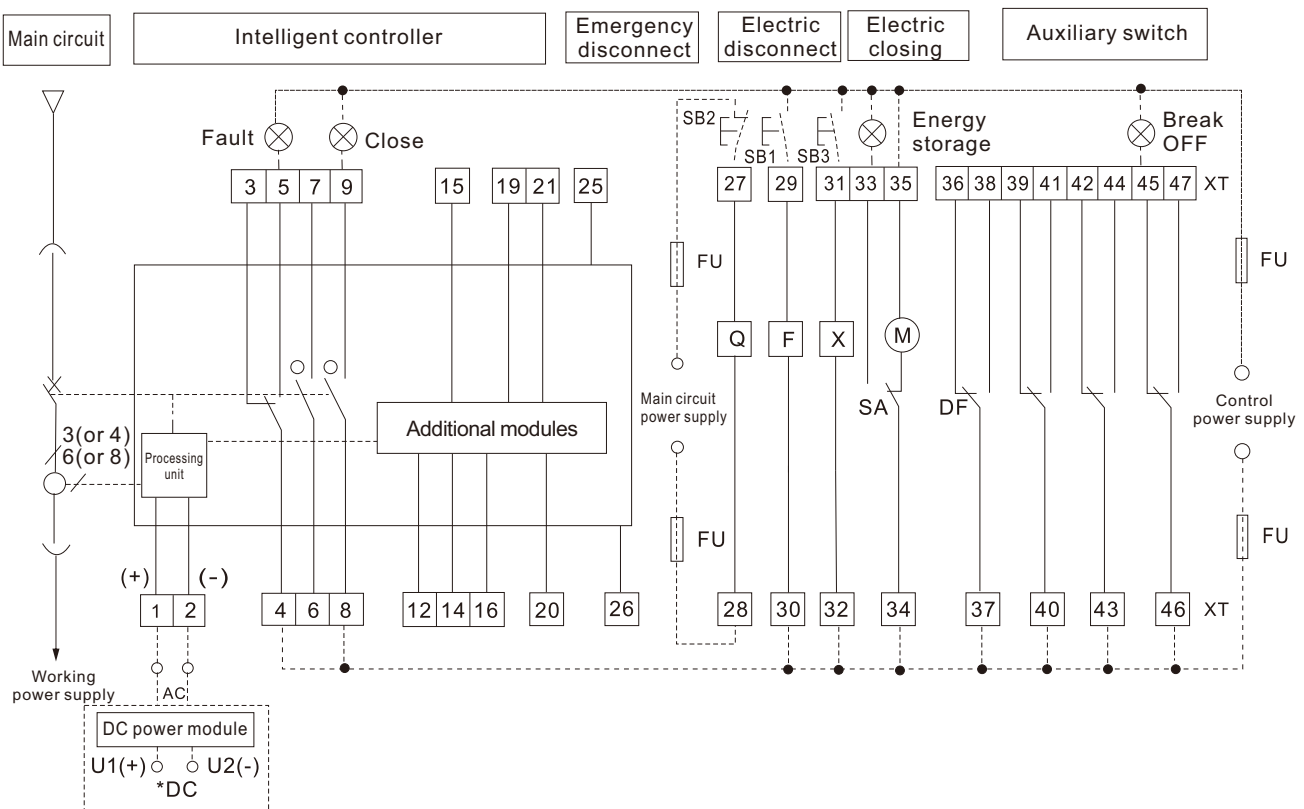 Main circuit
Intelligent controller
Emergency
disconnect
Electric
disconnect
Electric
closing
Auxiliary switch
Fault
Close
SB2
SB1
SB3
Energy
storage
Break
OFF
3 5 7 9
15
19 21
25
27
29
31 33 35
36 38 39 41 42 44 45 47
XT
FU
FU
Q
F
X
M
SA
DF
Main circuit
power supply
Control
power supply
3(or 4)
6(or 8)
Processing
unit
Additional modules
FU
FU
(+)
(-)
1 2
4 6 8
12 14 16
20
26
28
30
32
34
37
40
43
46
XT
Working
power supply
AC
DC power module
U1(+)
U2(-)
*DC